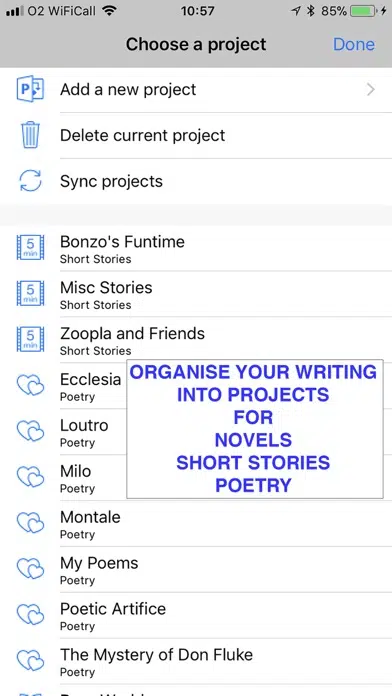 O2 WiFiCall 10:57 85%
Choose a project Done
Add a new project
Delete current project
Sync projects
5 min Bonzo's Funtime
Short Stories
5 min Misc Stories
Short Stories
5 min Zoopla and Friends
Short Stories
Ecclesia
Poetry
Loutro
Poetry
Milo
Poetry
ORGANISE YOUR WRITING
INTO PROJECTS
FOR
NOVELS
SHORT STORIES
POETRY
Montale
Poetry
My Poems
Poetry
Poetic Artifice
Poetry
The Mystery of Don Fluke
Poetry